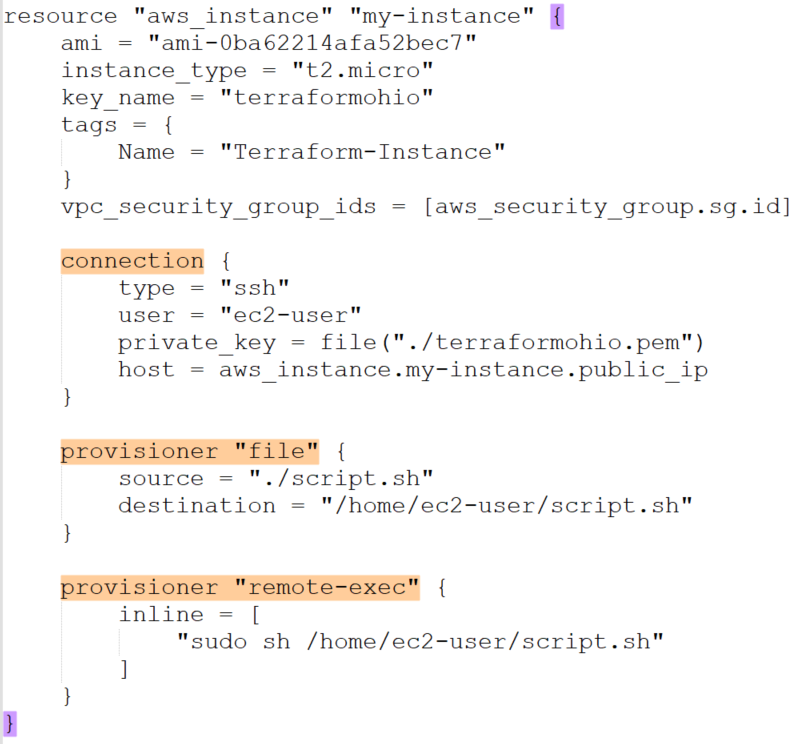 resource "aws_instance" "my-instance" {
    ami = "ami-0ba62214afa52bec7"
    instance_type = "t2.micro"
    key_name = "terraformohio"
    tags = {
        Name = "Terraform-Instance"
    }
    vpc_security_group_ids = [aws_security_group.sg.id]

    connection {
        type = "ssh"
        user = "ec2-user"
        private_key = file("./terraformohio.pem")
        host = aws_instance.my-instance.public_ip
    }

    provisioner "file" {
        source = "./script.sh"
        destination = "/home/ec2-user/script.sh"
    }

    provisioner "remote-exec" {
        inline = [
            "sudo sh /home/ec2-user/script.sh"
        ]
    }
}